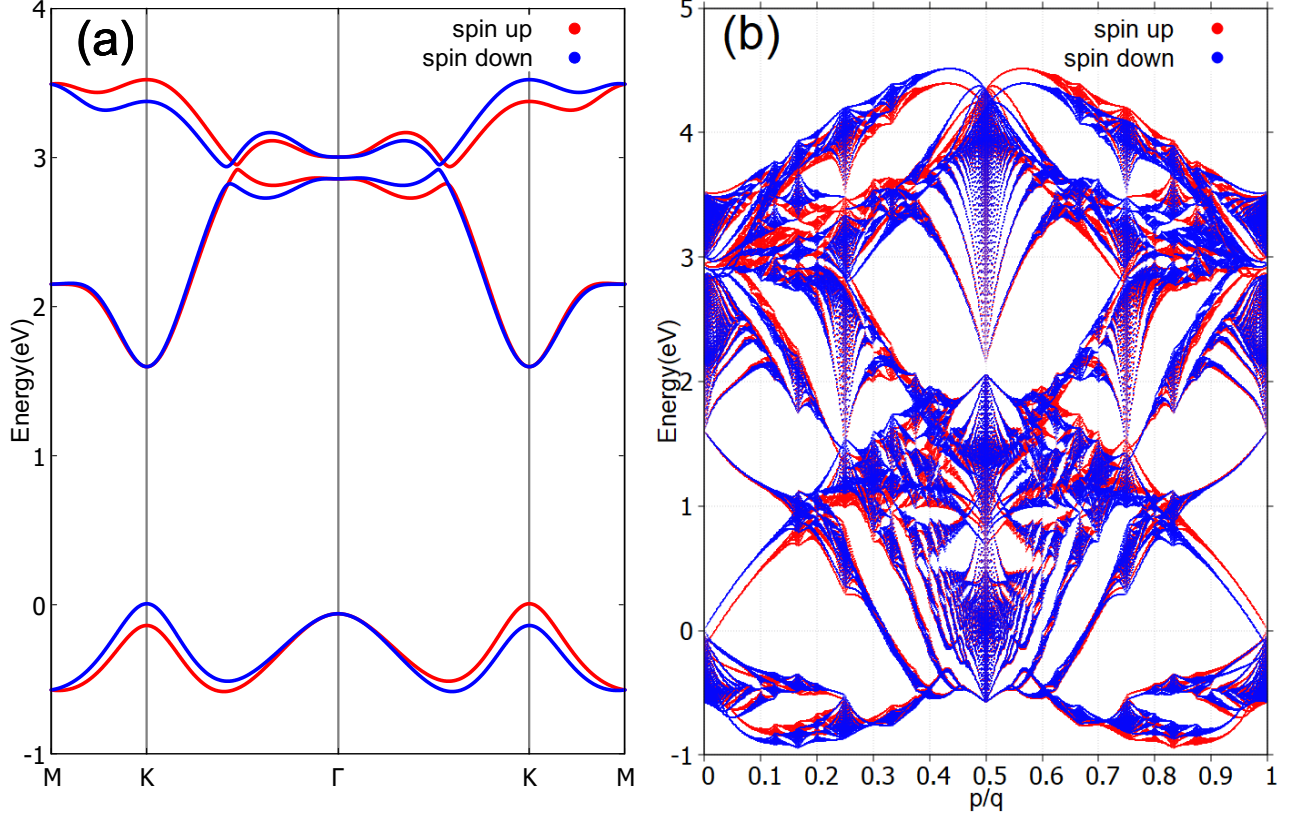 (a)
spin up
spin down
4
3
2
1
0
-1
Energy(eV)
M K Γ K M
(b)
spin up
spin down
5
4
3
2
1
0
-1
Energy(eV)
0 0.1 0.2 0.3 0.4 0.5 0.6 0.7 0.8 0.9 1
p/q